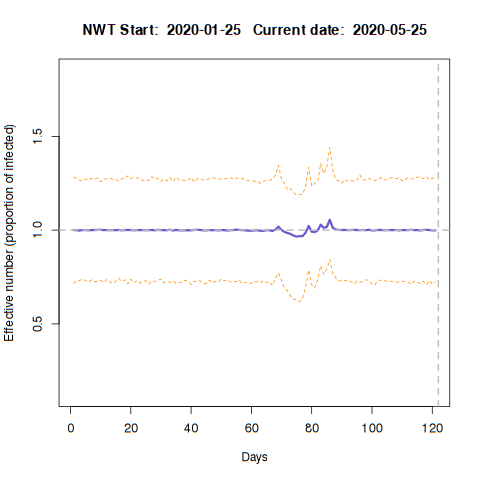 NWT Start:  2020-01-25   Current date:  2020-05-25
Effective number (proportion of infected)
1.5
1.0
0.5
0 20 40 60 80 100 120
Days